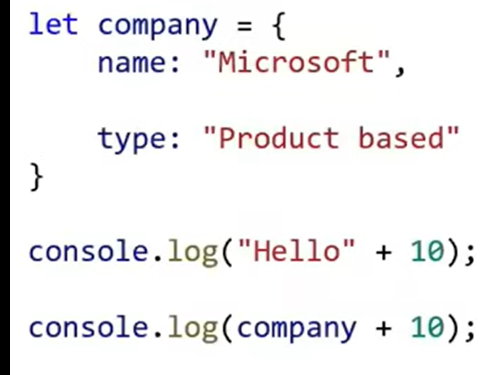 let company = {
    name: "Microsoft",
    type: "Product based"
}
console.log("Hello" + 10);
console.log(company + 10);